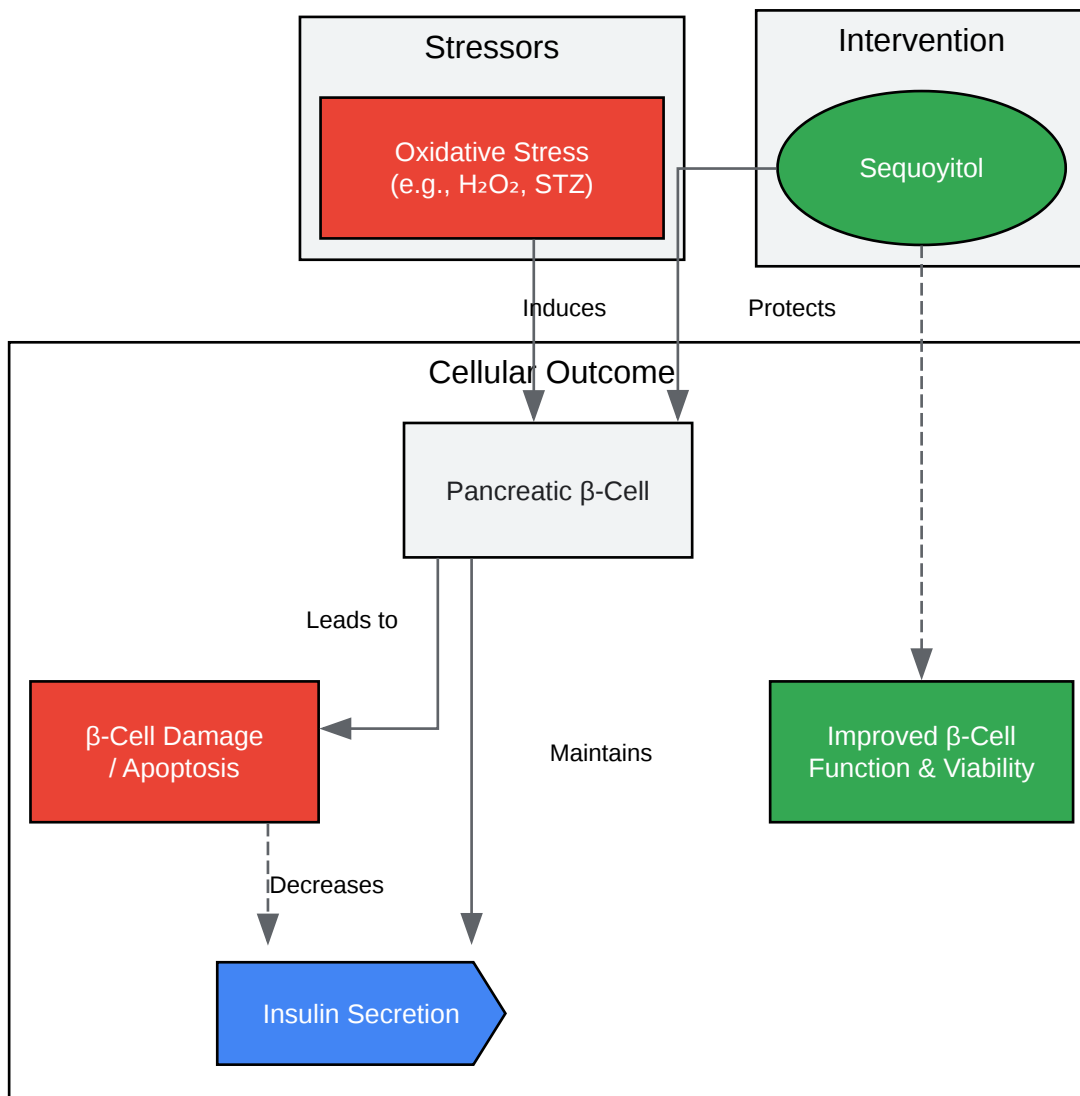 Stressors
Intervention
Oxidative Stress
(e.g., H₂O₂, STZ)
Sequoyitol
Induces
Protects
Cellular Outcome
Pancreatic β-Cell
Leads to
β-Cell Damage
/ Apoptosis
Maintains
Improved β-Cell
Function & Viability
Decreases
Insulin Secretion